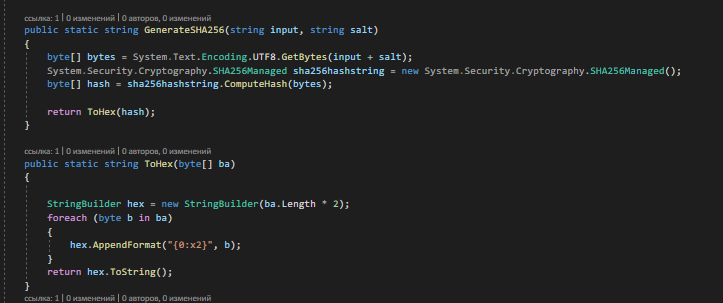 ссылка: 1 | 0 изменений | 0 авторов, 0 изменений
public static string GenerateSHA256(string input, string salt)
{
byte[] bytes = System.Text.Encoding.UTF8.GetBytes(input + salt);
System.Security.Cryptography.SHA256Managed sha256hashstring = new System.Security.Cryptography.SHA256Managed();
byte[] hash = sha256hashstring.ComputeHash(bytes);
return ToHex(hash);
}
ссылка: 1 | 0 изменений | 0 авторов, 0 изменений
public static string ToHex(byte[] ba)
{
StringBuilder hex = new StringBuilder(ba.Length * 2);
foreach (byte b in ba)
{
hex.AppendFormat("{0:x2}", b);
}
return hex.ToString();
}
ссылка: 1 | 0 изменений | 0 авторов, 0 изменений